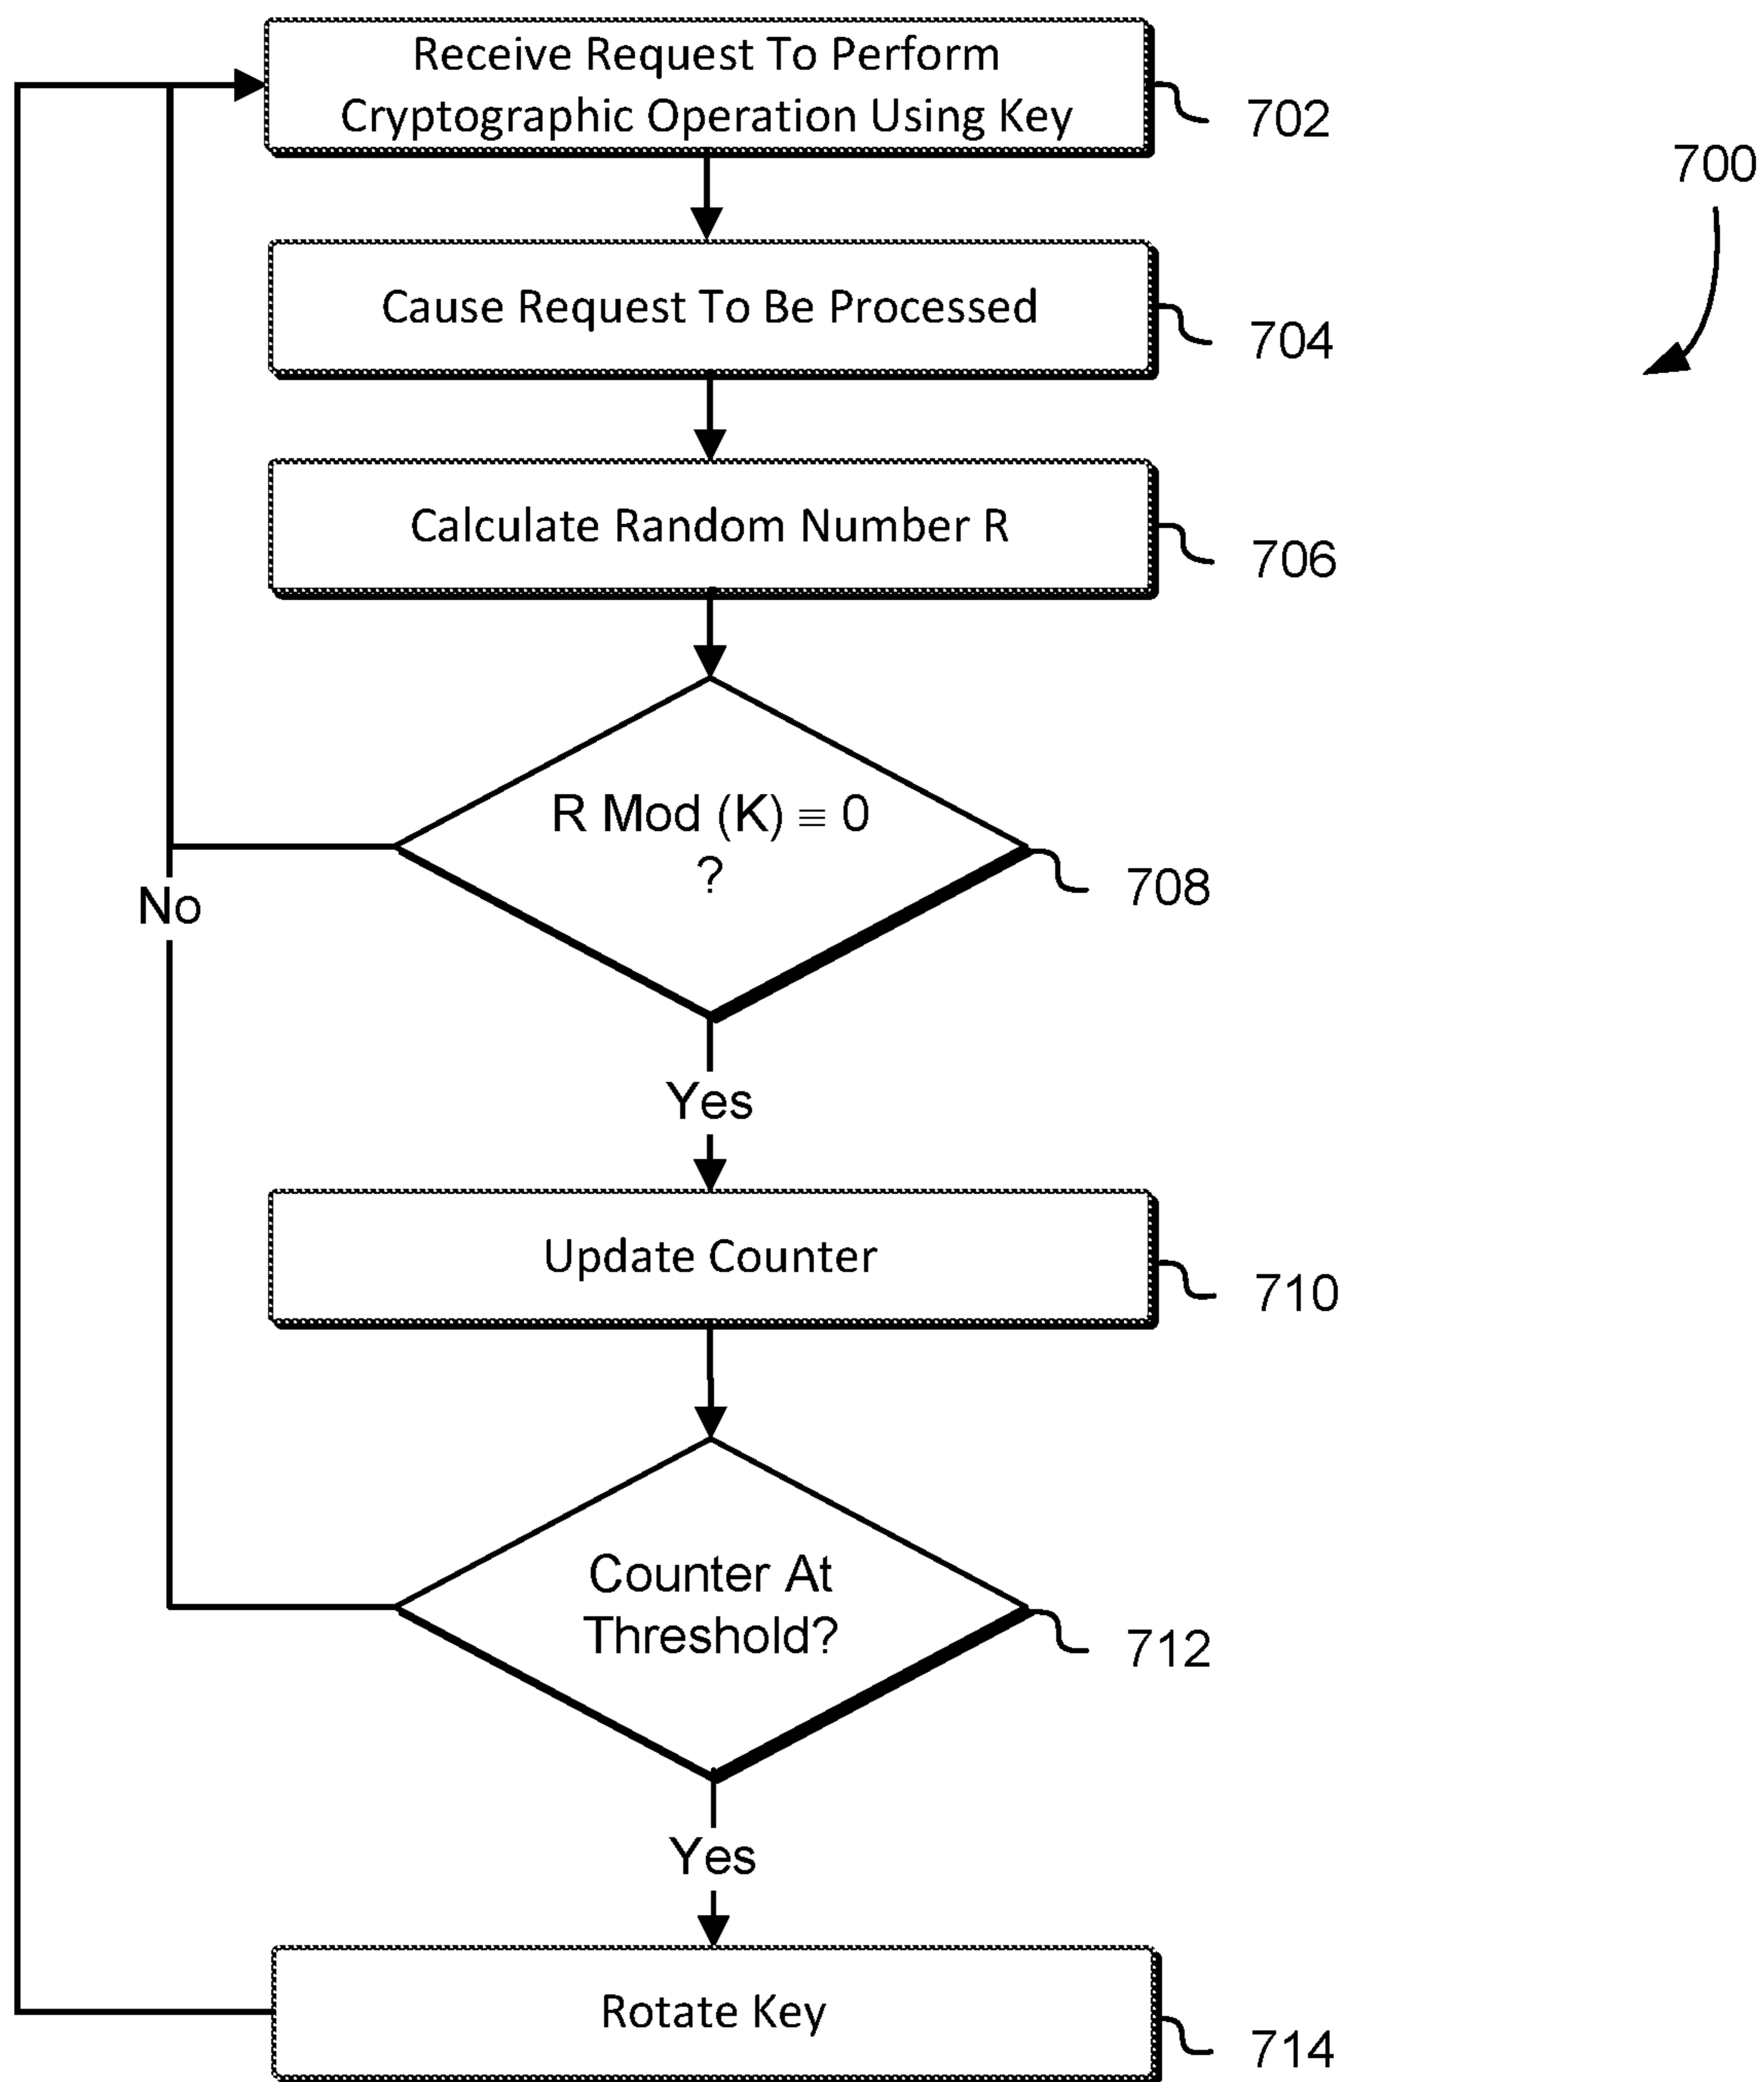 Receive Request To Perform
Cryptographic Operation Using Key
702
700
Cause Request To Be Processed
704
Calculate Random Number R
706
R Mod (K) ≡ 0
?
708
No
Yes
Update Counter
710
Counter At
Threshold?
712
Yes
Rotate Key
714